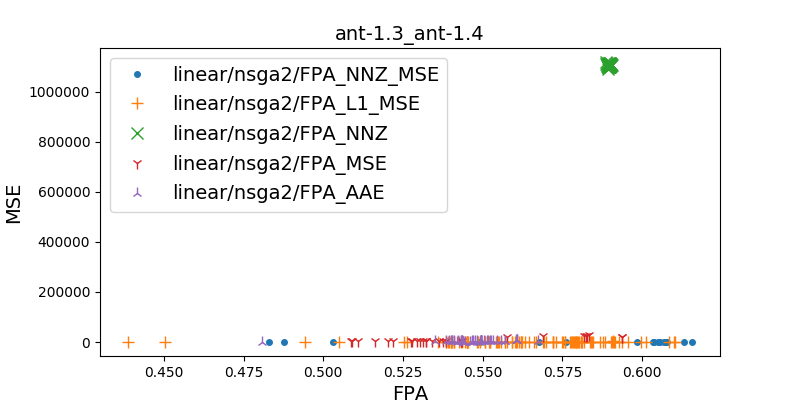 ant-1.3_ant-1.4
linear/nsga2/FPA_NNZ_MSE
linear/nsga2/FPA_L1_MSE
linear/nsga2/FPA_NNZ
linear/nsga2/FPA_MSE
linear/nsga2/FPA_AAE
MSE
1000000
800000
600000
400000
200000
0
0.450 0.475 0.500 0.525 0.550 0.575 0.600
FPA